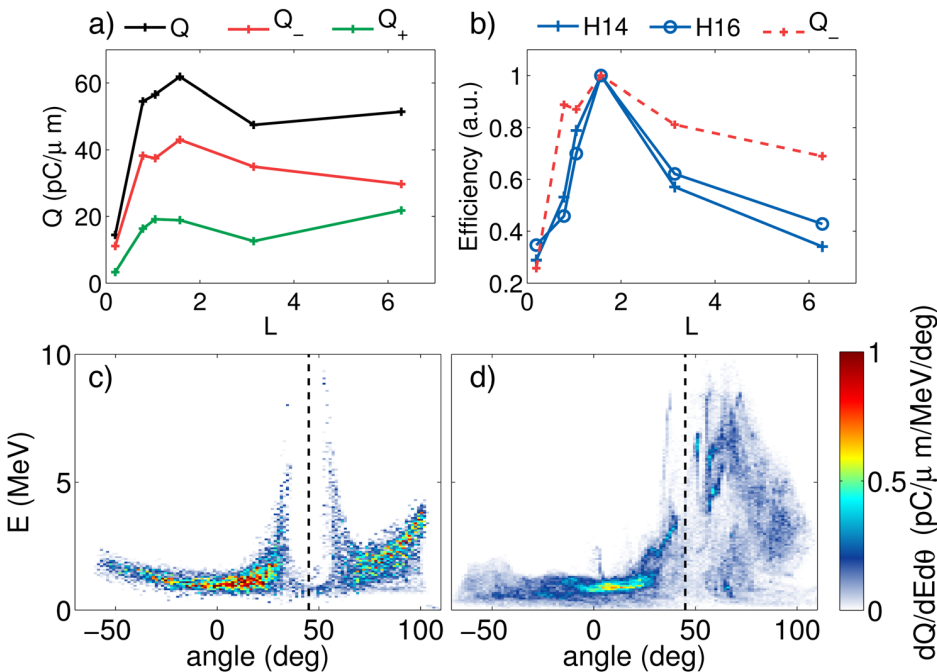 a) Q Q_ Q+
Q (pC/μ m)
60
40
20
0
0 2 4 6
L
b) H14 H16 Q_
Efficiency (a.u.)
1
0.8
0.6
0.4
0.2
0 2 4 6
L
c)
E (MeV)
10
5
0
−50 0 50 100
angle (deg)
d)
−50 0 50 100
angle (deg)
1
0.5
0
dQ/dEdθ (pC/μ m/MeV/deg)